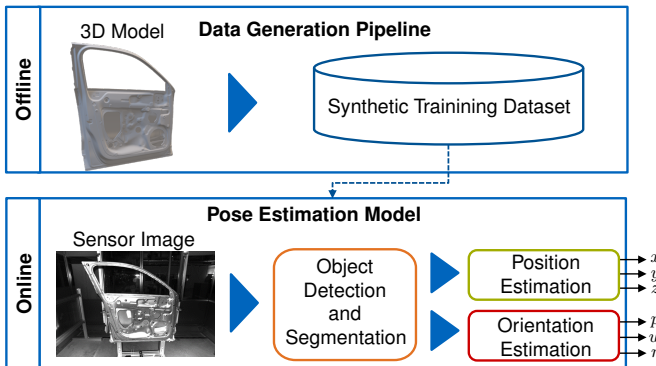 Offline
Data Generation Pipeline
3D Model
Synthetic Trainining Dataset
Online
Pose Estimation Model
Sensor Image
Object
Detection
and
Segmentation
Position
Estimation
x
y
z
Orientation
Estimation
p
r